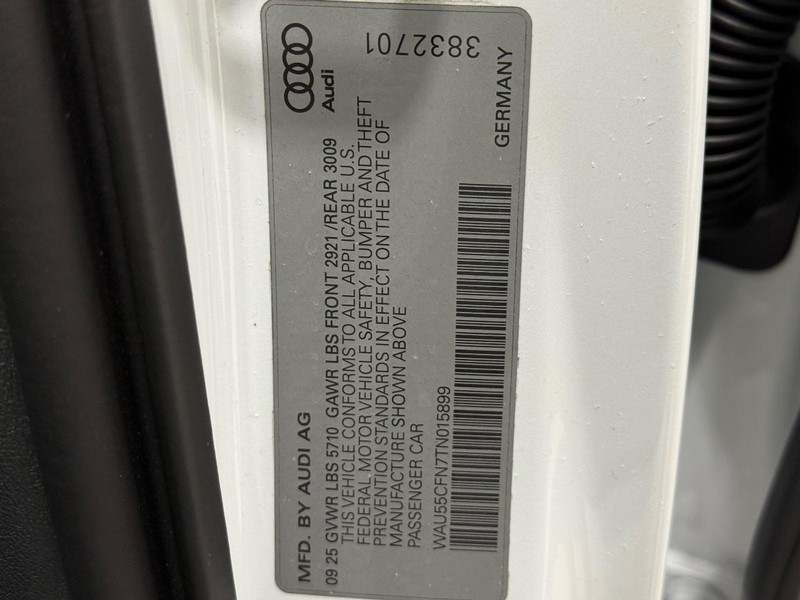 MFD. BY AUDI AG
Audi
09 25 GVWR LBS 5710 GAWR LBS FRONT 2921 /REAR 3009
THIS VEHICLE CONFORMS TO ALL APPLICABLE U.S.
FEDERAL MOTOR VEHICLE SAFETY, BUMPER AND THEFT
PREVENTION STANDARDS IN EFFECT ON THE DATE OF
MANUFACTURE SHOWN ABOVE
PASSENGER CAR
WAU55CFN7TN015899
GERMANY
3832701